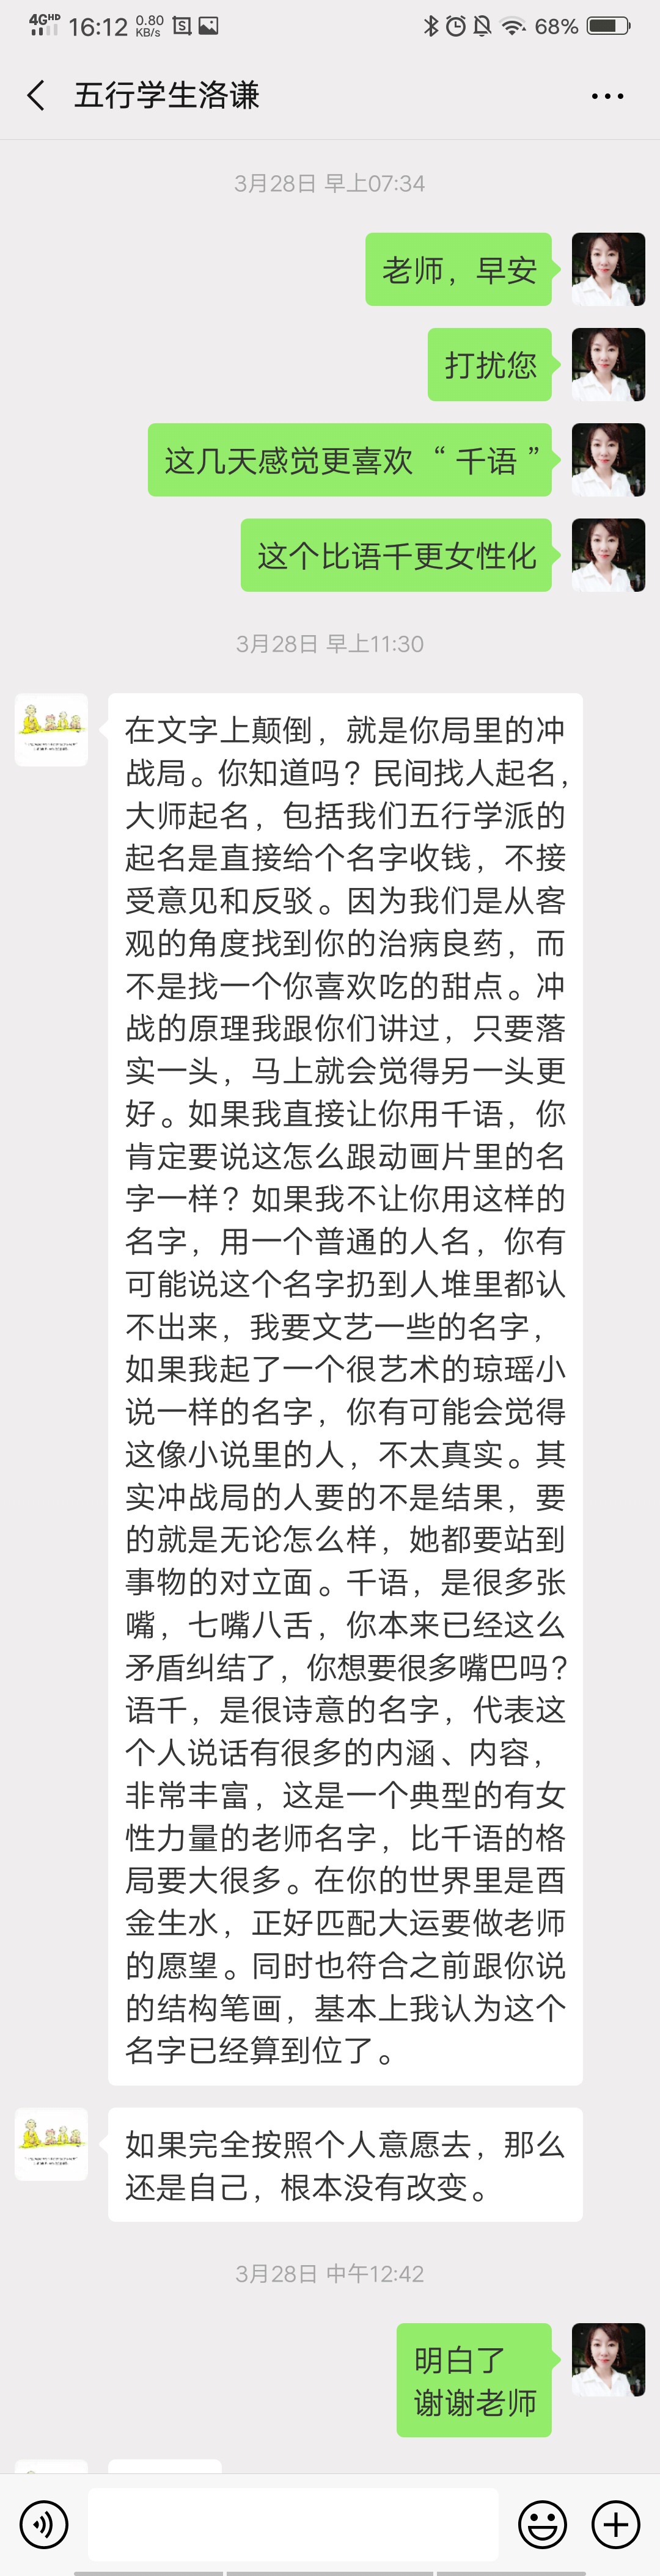 4G HD 16:12 0.80 KB/s 68%
五行学生洛谦
3月28日 早上07:34
老师，早安
打扰您
这几天感觉更喜欢“千语”
这个比语千更女性化
3月28日 早上11:30
在文字上颠倒，就是你局里的冲
战局。你知道吗？民间找人起名，
大师起名，包括我们五行学派的
起名是直接给个名字收钱，不接
受意见和反驳。因为我们是从客
观的角度找到你的治病良药，而
不是找一个你喜欢吃的甜点。冲
战的原理我跟你们讲过，只要落
实一头，马上就会觉得另一头更
好。如果我直接让你用千语，你
肯定要说这怎么跟动画片里的名
字一样？如果我不让你用这样的
名字，用一个普通的人名，你有
可能说这个名字扔到人堆里都认
不出来，我要文艺一些的名字，
如果我起了一个很艺术的琼瑶小
说一样的名字，你有可能会觉得
这像小说里的人，不太真实。其
实冲战局的人要的不是结果，要
的就是无论怎么样，她都要站到
事物的对立面。千语，是很多张
嘴，七嘴八舌，你本来已经这么
矛盾纠结了，你想要很多嘴巴吗？
语千，是很诗意的名字，代表这
个人说话有很多的内涵、内容，
非常丰富，这是一个典型的有女
性力量的老师名字，比千语的格
局要大很多。在你的世界里是酉
金生水，正好匹配大运要做老师
的愿望。同时也符合之前跟你说
的结构笔画，基本上我认为这个
名字已经算到位了。
如果完全按照个人意愿去，那么
还是自己，根本没有改变。
3月28日 中午12:42
明白了
谢谢老师